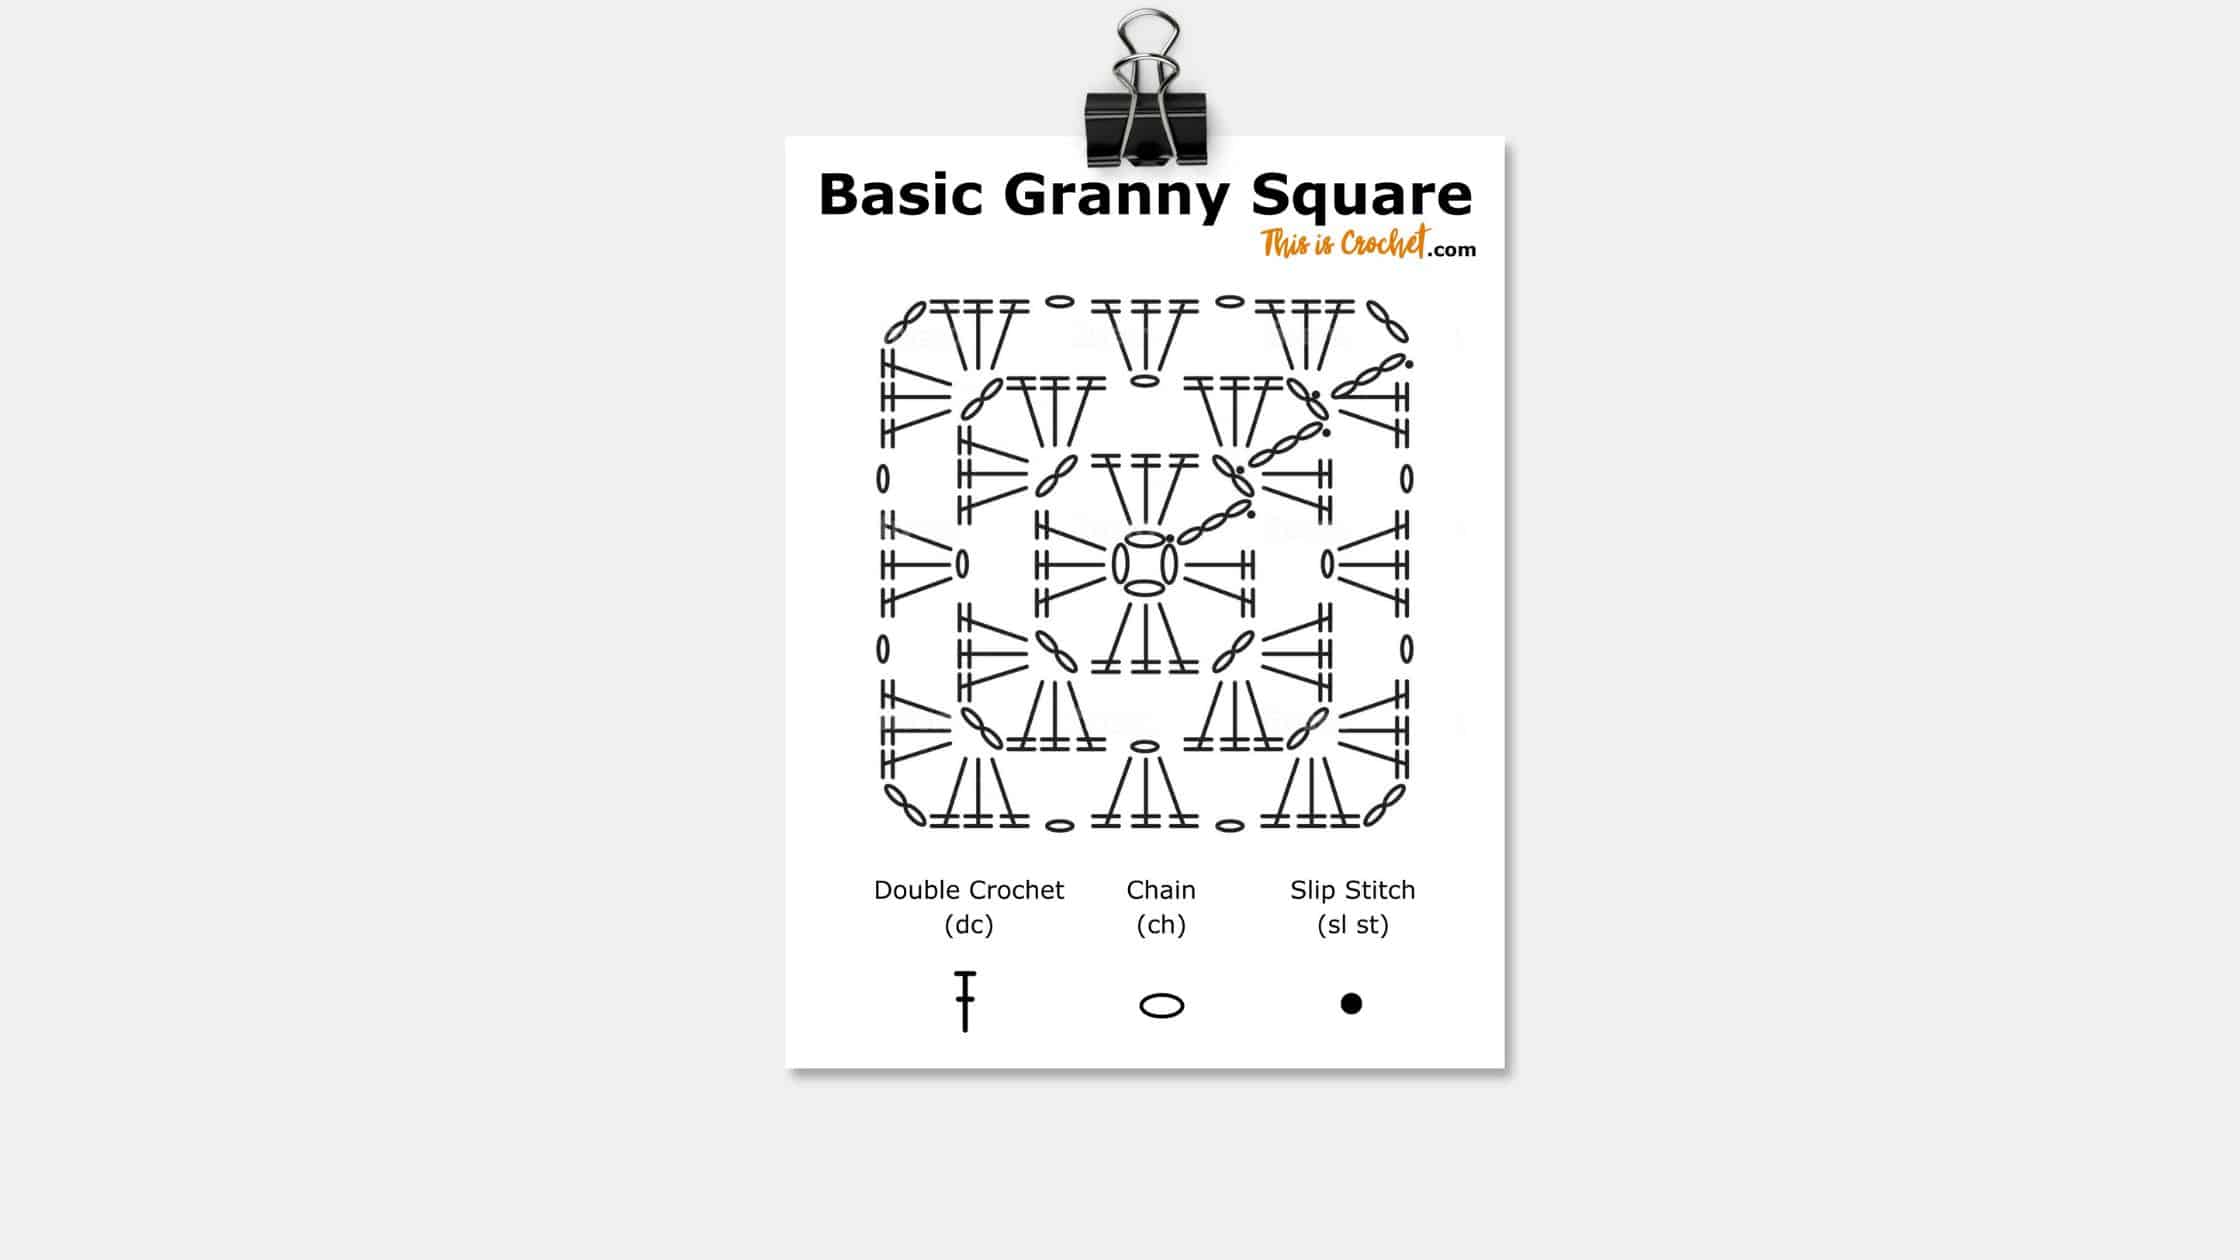 Basic Granny Square
This is Crochet.com
Double Crochet Chain Slip Stitch
(dc) (ch) (sl st)